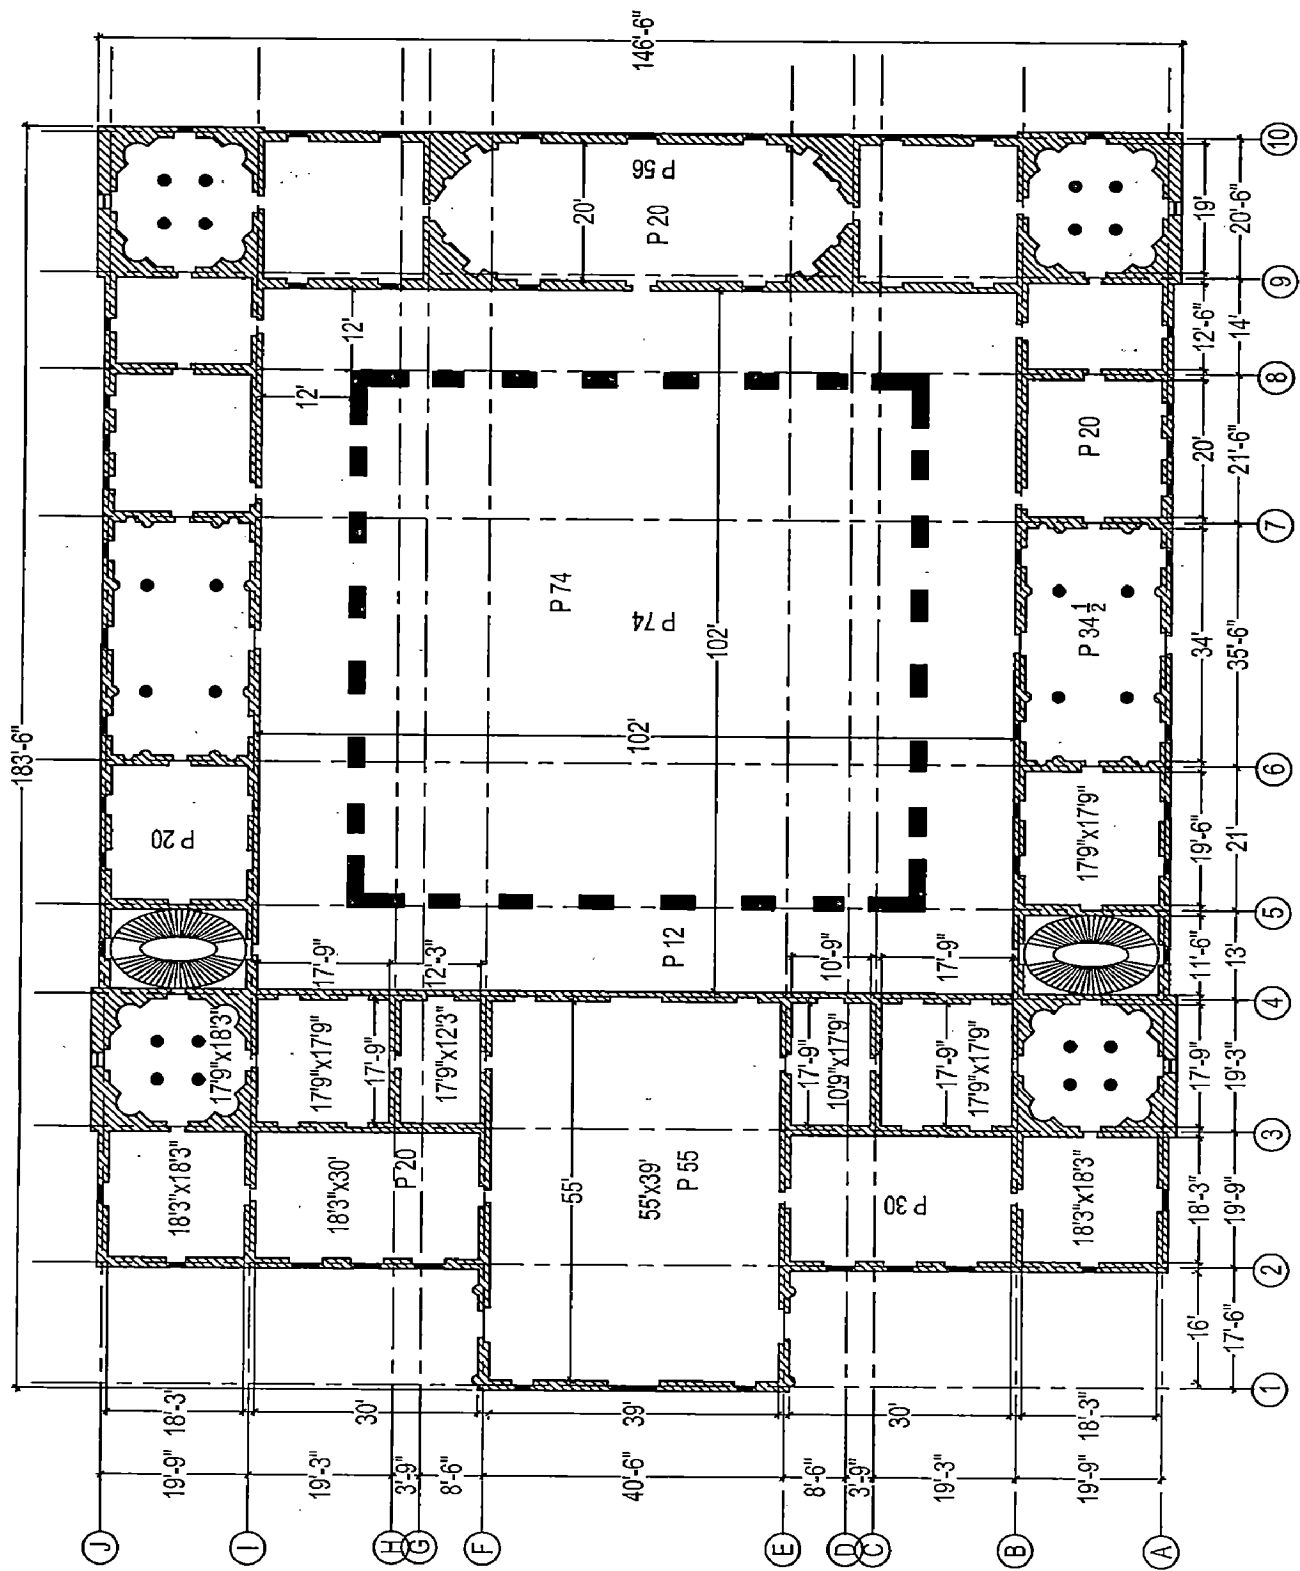 146'-6"
183'-6"
P 56
20'
P 20
12'
12'
10
9
8
7
6
5
4
3
2
1
19'
20'-6"
12'-6"
14'
20'
21'-6"
34'
35'-6"
19'-6"
21'
11'-6"
13'
17'-9"
19'-3"
18'-3"
19'-9"
16'
17'-6"
P 20
P 74
P 74
P 34½
102'
102'
P 20
17'9"x17'9"
P 12
17'-9"
12'-3"
10'-9"
17'-9"
17'9"x18'3"
17'9"x17'9"
17'-9"
17'9"x12'3"
17'-9"
10'9"x17'9"
17'-9"
17'9"x17'9"
18'3"x18'3"
18'3"x30'
P 20
55'
55'x39'
P 55
P 30
18'3"x18'3"
18'-3"
30'
39'
30'
18'-3"
19'-9"
19'-3"
3'-9"
8'-6"
40'-6"
8'-6"
3'-9"
19'-3"
19'-9"
J
I
H
G
F
E
D
C
B
A